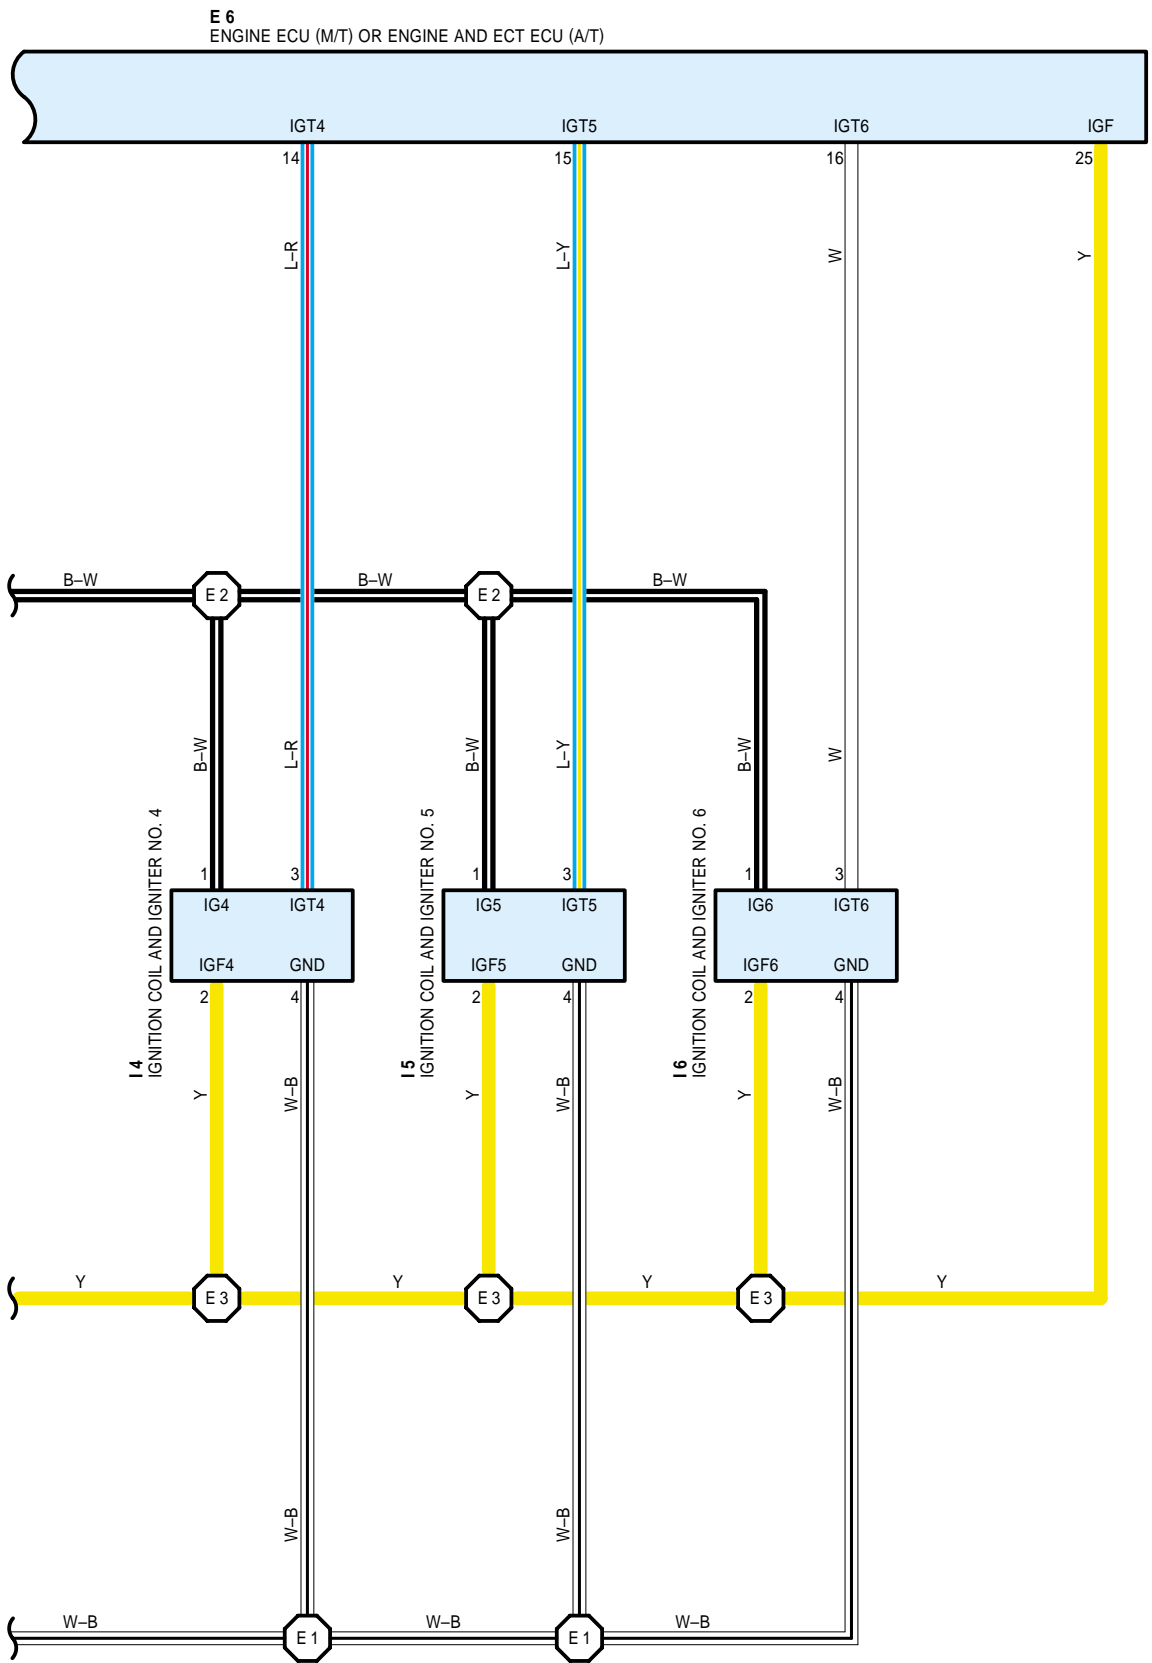 E 6
ENGINE ECU (M/T) OR ENGINE AND ECT ECU (A/T)
IGT4 IGT5 IGT6 IGF
14 15 16 25
L–R L–Y W Y
B–W B–W B–W
E 2 E 2
B–W L–R B–W L–Y B–W W
I 4
IGNITION COIL AND IGNITER NO. 4
I 5
IGNITION COIL AND IGNITER NO. 5
I 6
IGNITION COIL AND IGNITER NO. 6
1 3 1 3 1 3
IG4 IGT4 IG5 IGT5 IG6 IGT6
IGF4 GND IGF5 GND IGF6 GND
2 4 2 4 2 4
Y W–B Y W–B Y W–B
Y Y Y Y
E 3 E 3 E 3
W–B W–B
W–B W–B W–B
E 1 E 1